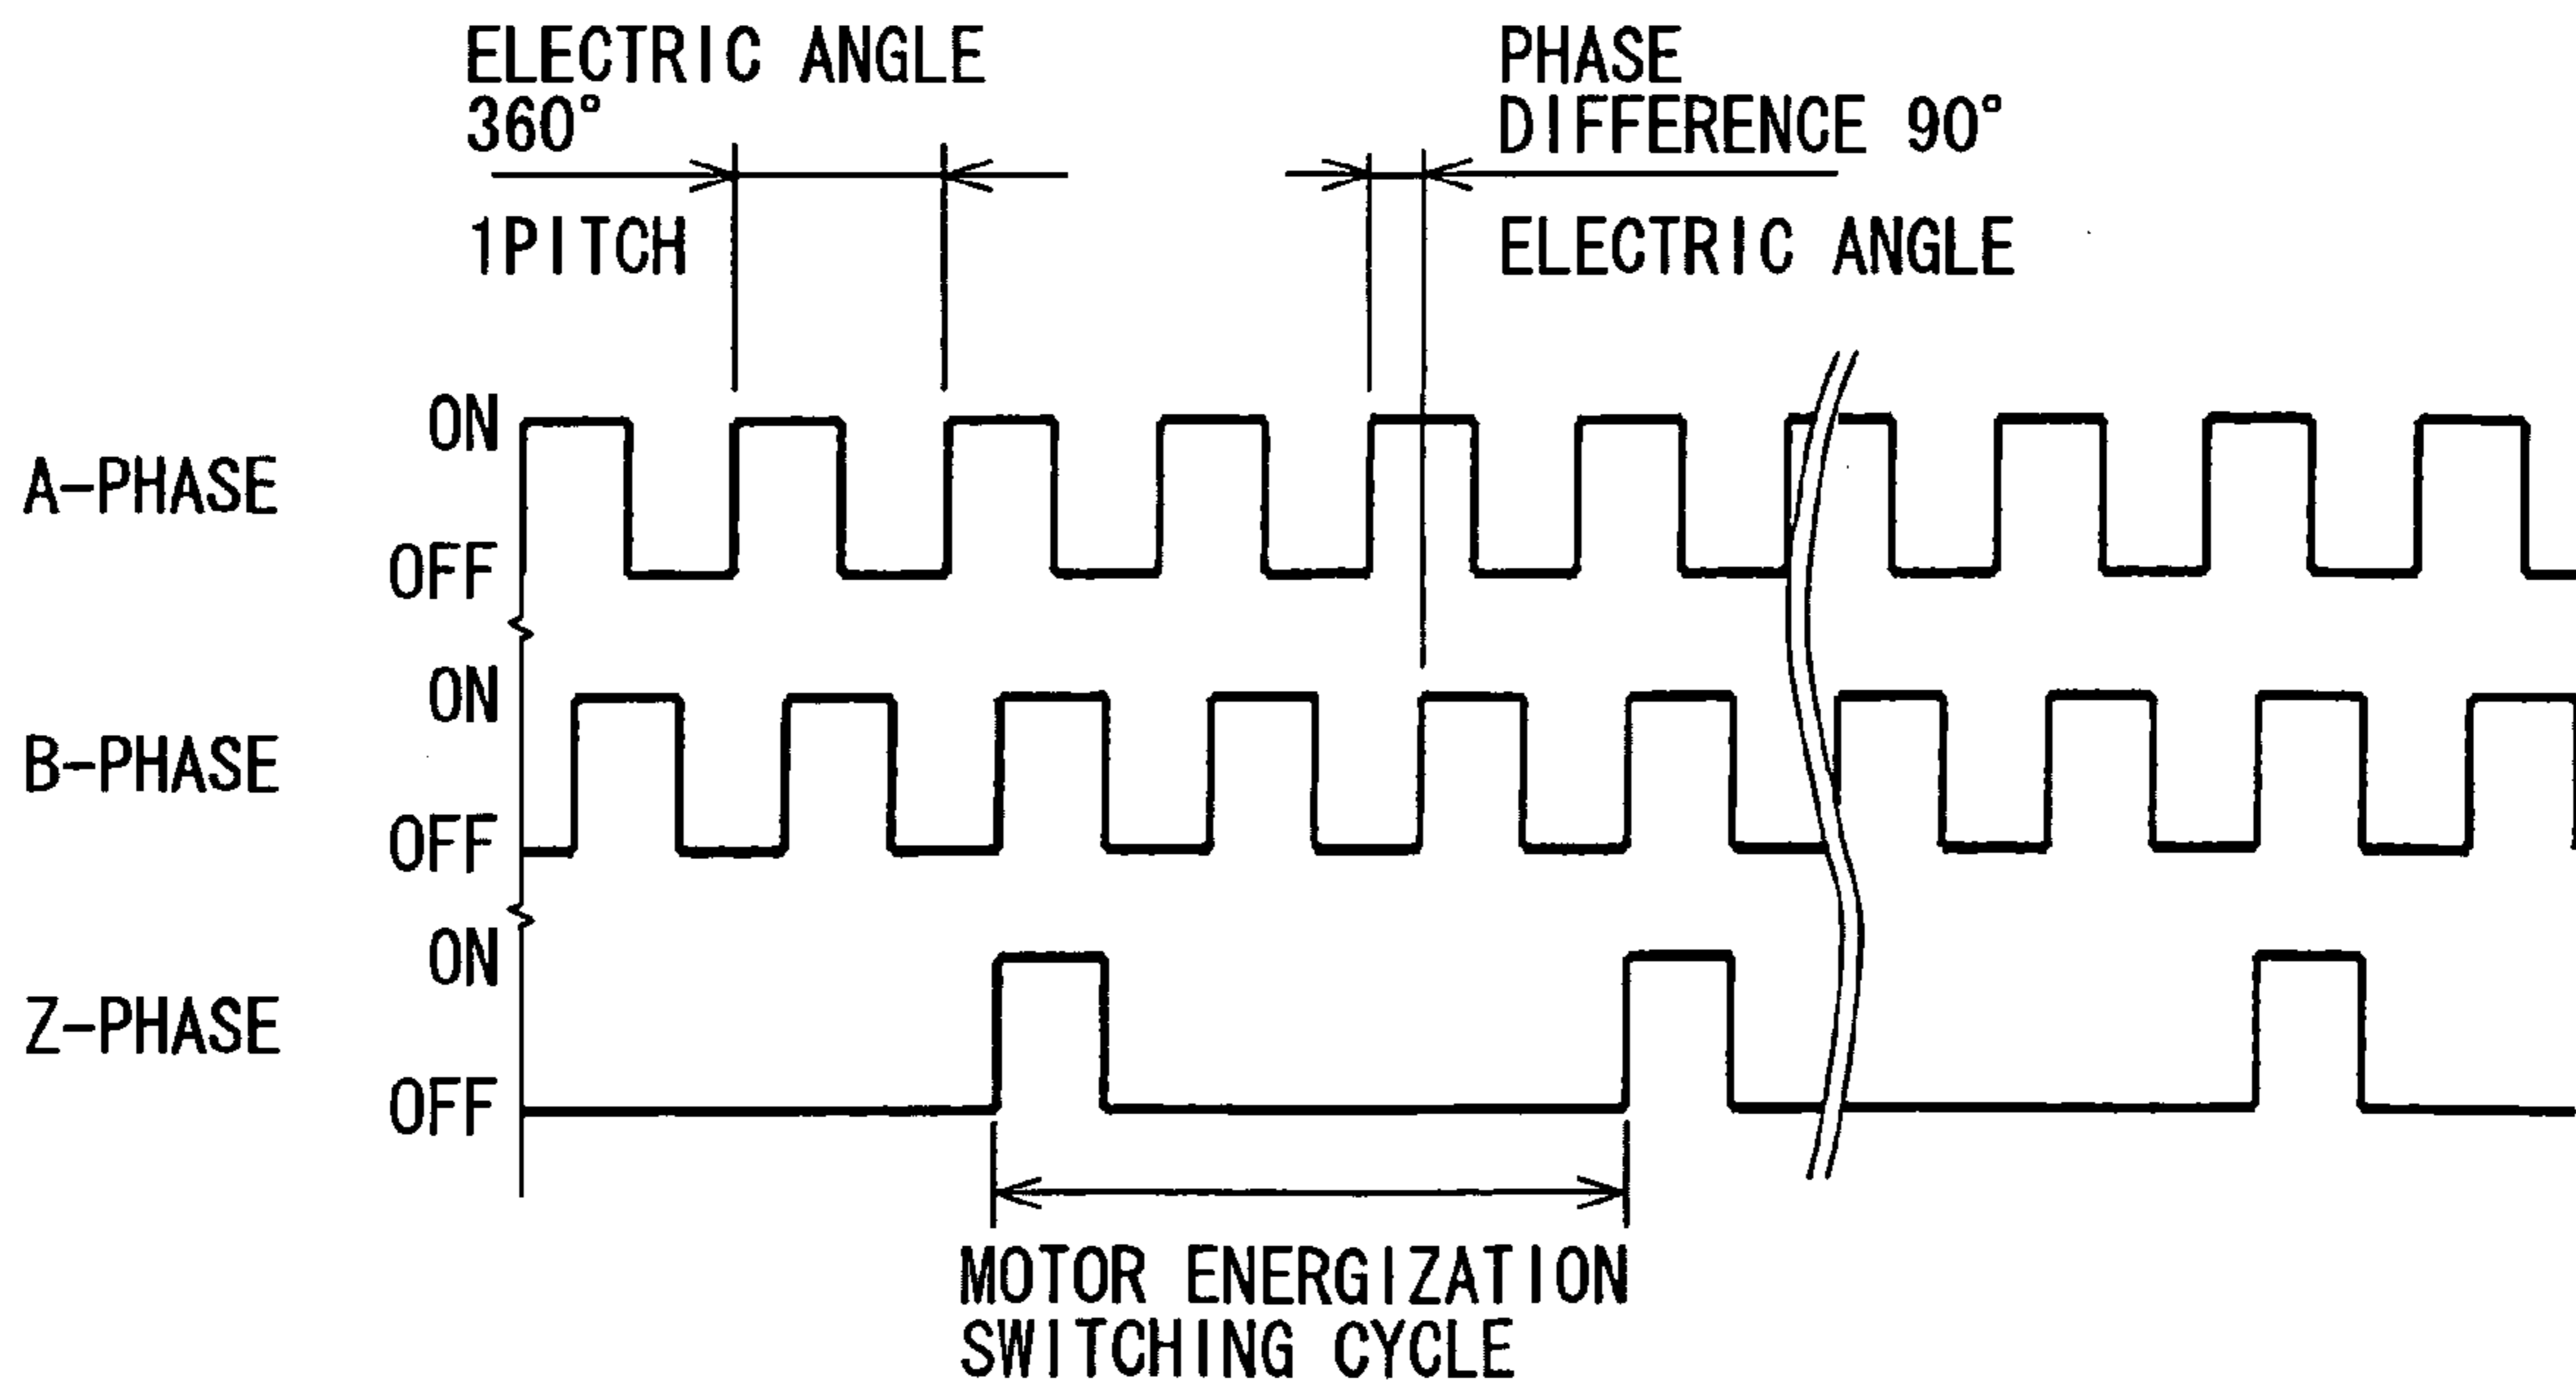 ELECTRIC ANGLE
360°
1PITCH
PHASE
DIFFERENCE 90°
ELECTRIC ANGLE
A-PHASE
ON
OFF
B-PHASE
ON
OFF
Z-PHASE
ON
OFF
MOTOR ENERGIZATION
SWITCHING CYCLE